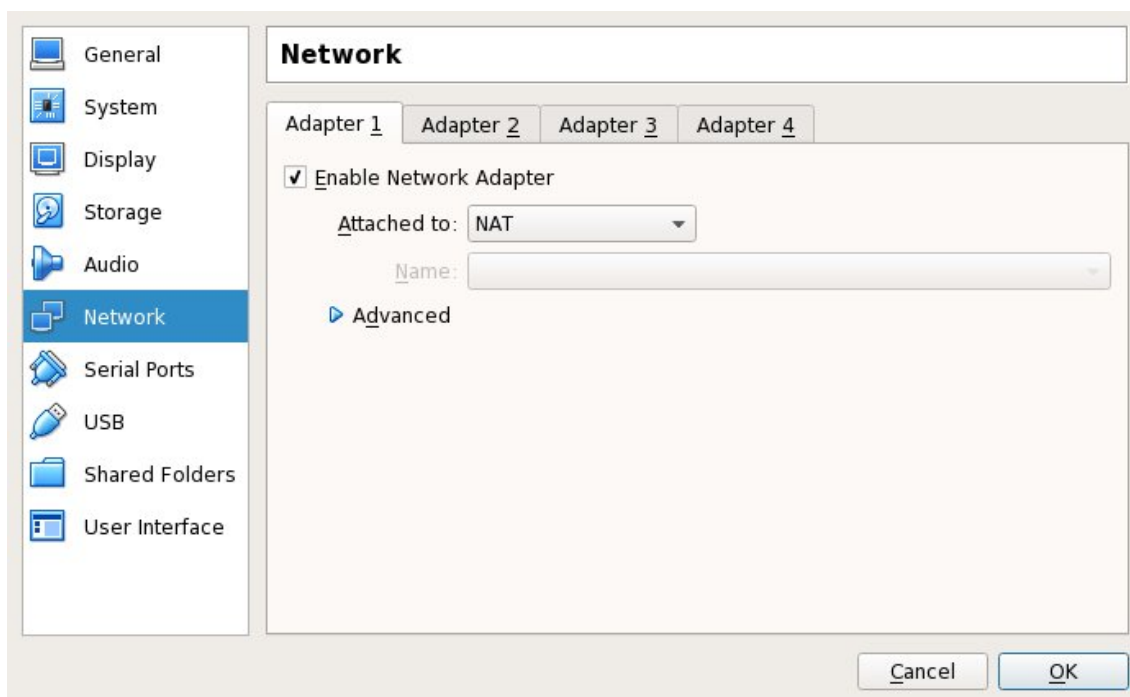 General
System
Display
Storage
Audio
Network
Serial Ports
USB
Shared Folders
User Interface
Network
Adapter 1 Adapter 2 Adapter 3 Adapter 4
Enable Network Adapter
Attached to: NAT
Name:
Advanced
Cancel OK